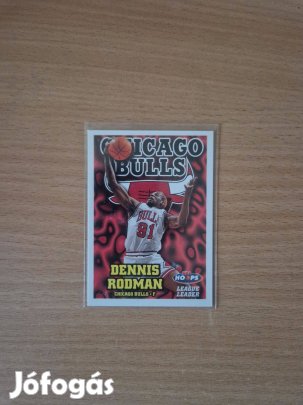 CHICAGO
BULLS
BULLS
91
DENNIS
RODMAN
CHICAGO BULLS • F
HOOPS
LEAGUE
LEADER
Jófogás